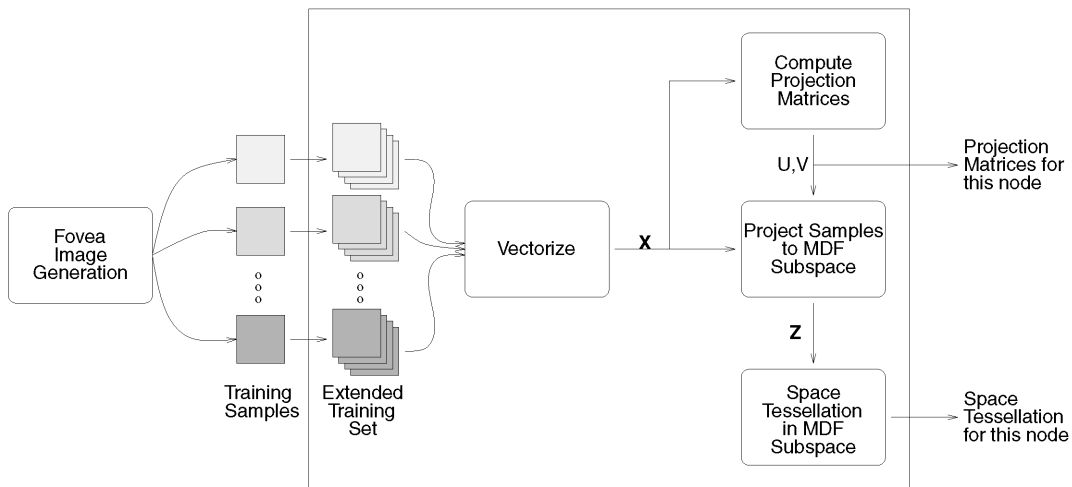 Fovea
Image
Generation
Training
Samples
Extended
Training
Set
Vectorize
X
Compute
Projection
Matrices
U,V
Projection
Matrices for
this node
Project Samples
to MDF
Subspace
Z
Space
Tessellation
in MDF
Subspace
Space
Tessellation
for this node